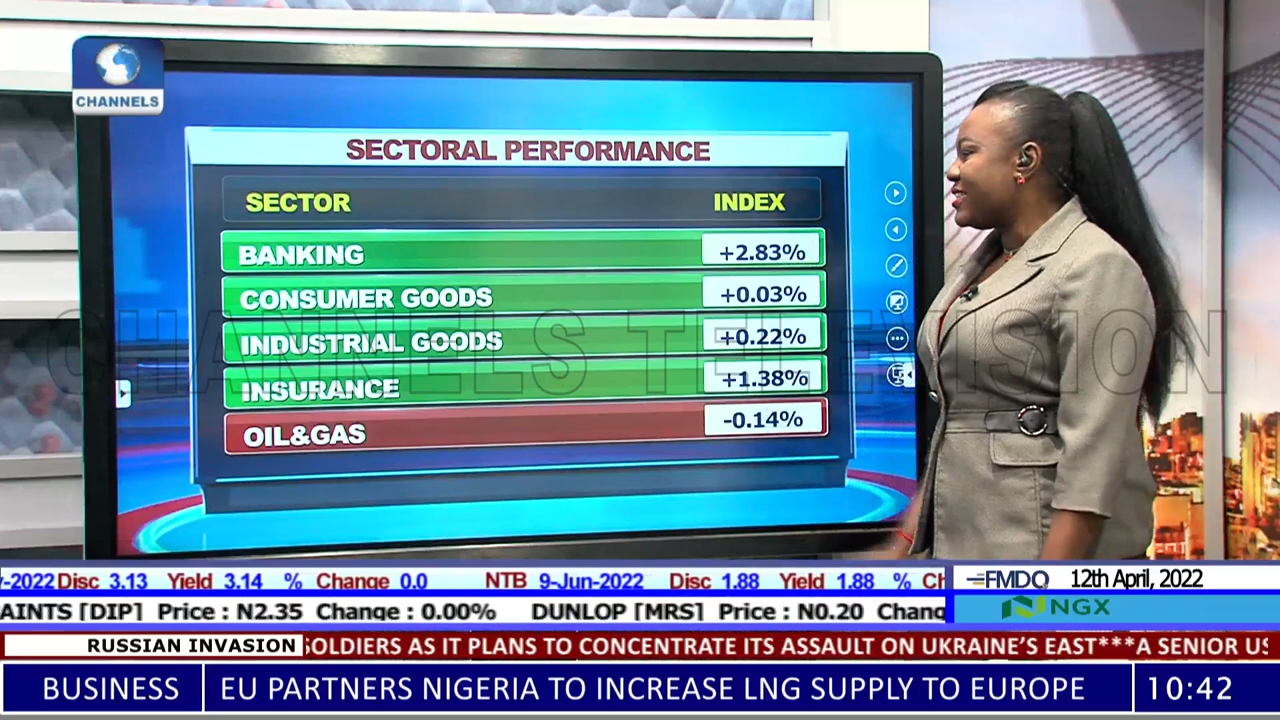 CHANNELS
SECTORAL PERFORMANCE
SECTOR INDEX
BANKING +2.83%
CONSUMER GOODS +0.03%
INDUSTRIAL GOODS +0.22%
INSURANCE +1.38%
OIL&GAS -0.14%
CHANNELS TELEVISION
-2022 Disc 3.13 Yield 3.14 % Change 0.0 NTB 9-Jun-2022 Disc 1.88 Yield 1.88 % Ch
FMDQ 12th April, 2022
AINTS [DIP] Price : N2.35 Change : 0.00% DUNLOP [MRS] Price : N0.20 Chang
NGX
RUSSIAN INVASION SOLDIERS AS IT PLANS TO CONCENTRATE ITS ASSAULT ON UKRAINE’S EAST***A SENIOR US
BUSINESS EU PARTNERS NIGERIA TO INCREASE LNG SUPPLY TO EUROPE 10:42